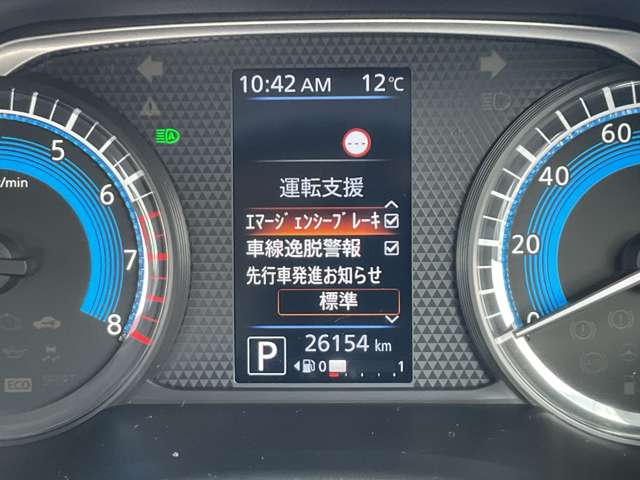 10:42 AM 12℃
運転支援
エマージェンシーブレーキ
車線逸脱警報
先行車発進お知らせ
標準
P 26154 km
0 1
5
6
7
8
/min
ECO
A
0
20
40
60